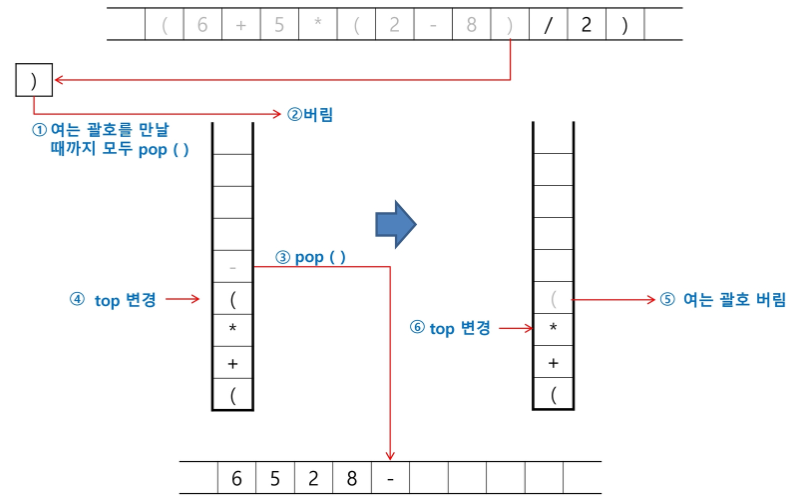 ( 6 + 5 * ( 2 - 8 ) / 2 )
)
②버림
① 여는 괄호를 만날
때까지 모두 pop ( )
③ pop ( )
-
④ top 변경
(
*
+
(
(
⑤ 여는 괄호 버림
⑥ top 변경
*
+
(
6 5 2 8 -